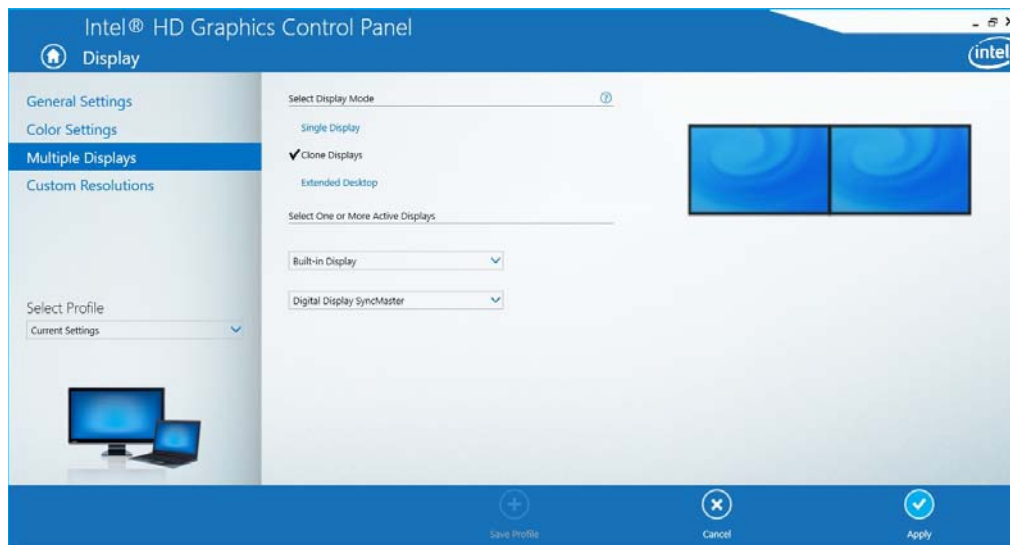 Intel® HD Graphics Control Panel
Display
intel
General Settings
Color Settings
Multiple Displays
Custom Resolutions
Select Profile
Current Settings
Select Display Mode
?
Single Display
Clone Displays
Extended Desktop
Select One or More Active Displays
Built-in Display
Digital Display SyncMaster
Save Profile
Cancel
Apply